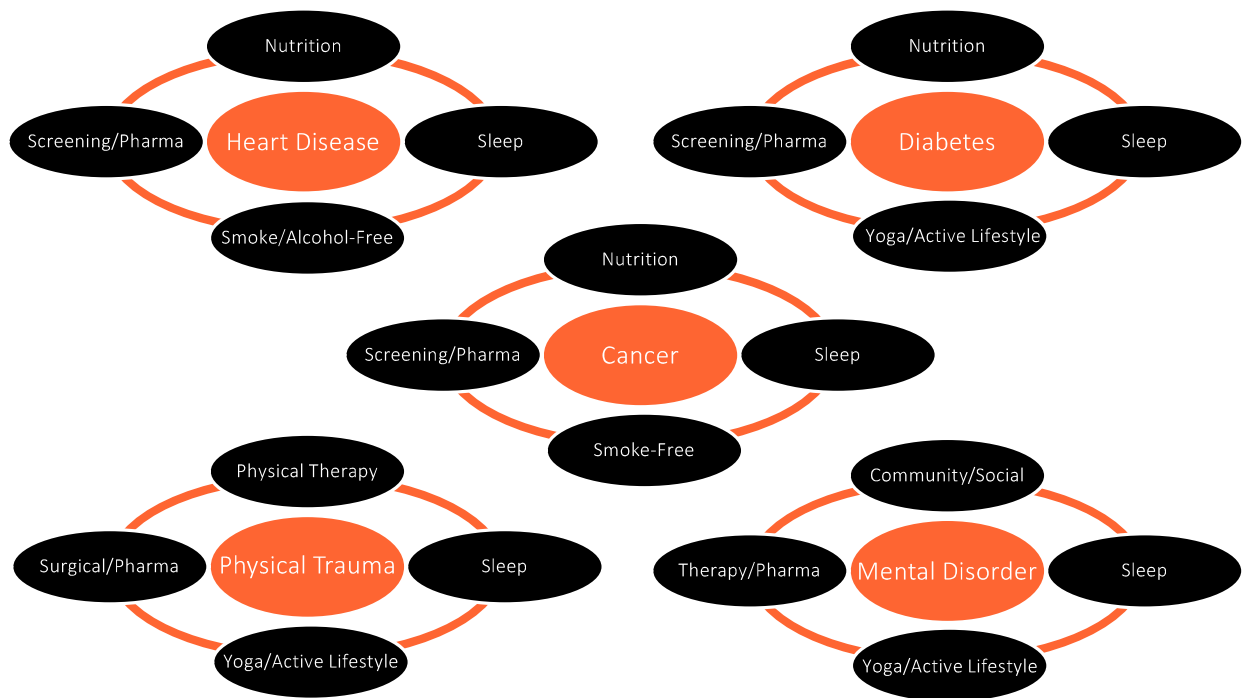 Nutrition
Screening/Pharma
Heart Disease
Sleep
Smoke/Alcohol-Free
Nutrition
Screening/Pharma
Diabetes
Sleep
Yoga/Active Lifestyle
Nutrition
Screening/Pharma
Cancer
Sleep
Smoke-Free
Physical Therapy
Surgical/Pharma
Physical Trauma
Sleep
Yoga/Active Lifestyle
Community/Social
Therapy/Pharma
Mental Disorder
Sleep
Yoga/Active Lifestyle